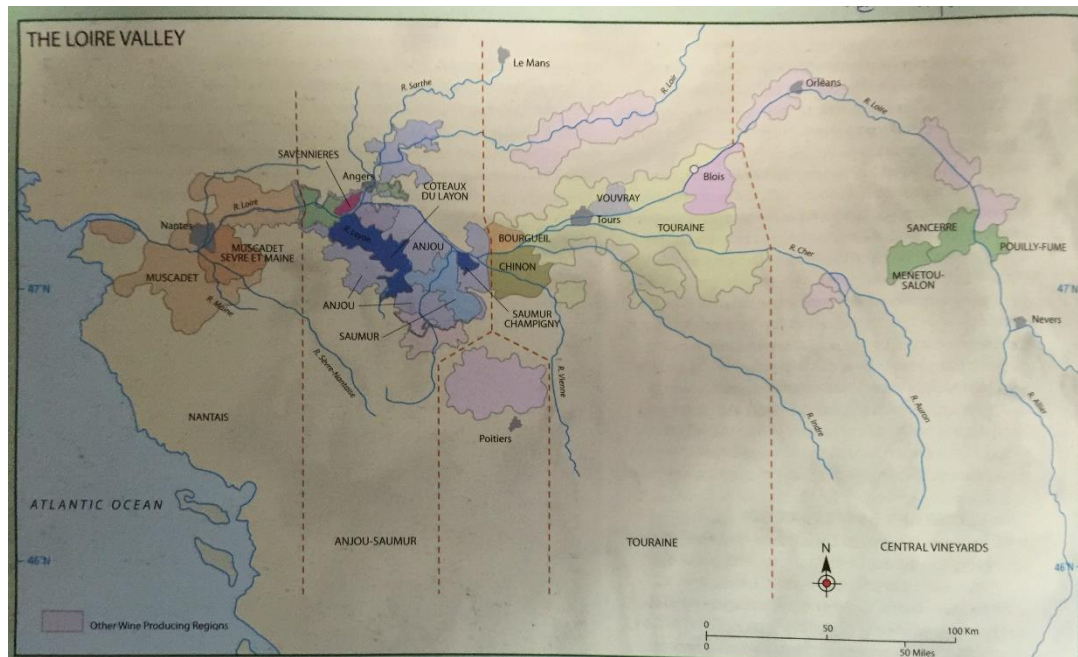 THE LOIRE VALLEY
Le Mans
R. Sarthe
R. Loir
Orléans
R. Loire
SAVENNIERES
Angers
COTEAUX
DU LAYON
Blois
VOUVRAY
Tours
R. Loire
Nantes
R. Layon
ANJOU
BOURGUEIL
TOURAINE
SANCERRE
MUSCADET
SEVRE ET MAINE
R. Cher
POUILLY-FUME
MUSCADET
CHINON
MENETOU-
SALON
47°N
47°N
R. Maine
ANJOU
SAUMUR
CHAMPIGNY
SAUMUR
Nevers
R. Sèvre-Nantaise
R. Vienne
R. Allier
NANTAIS
R. Indre
R. Auron
Poitiers
ATLANTIC OCEAN
ANJOU-SAUMUR
TOURAINE
N
CENTRAL VINEYARDS
46°N
46°N
Other Wine Producing Regions
0 50 100 Km
0 50 Miles